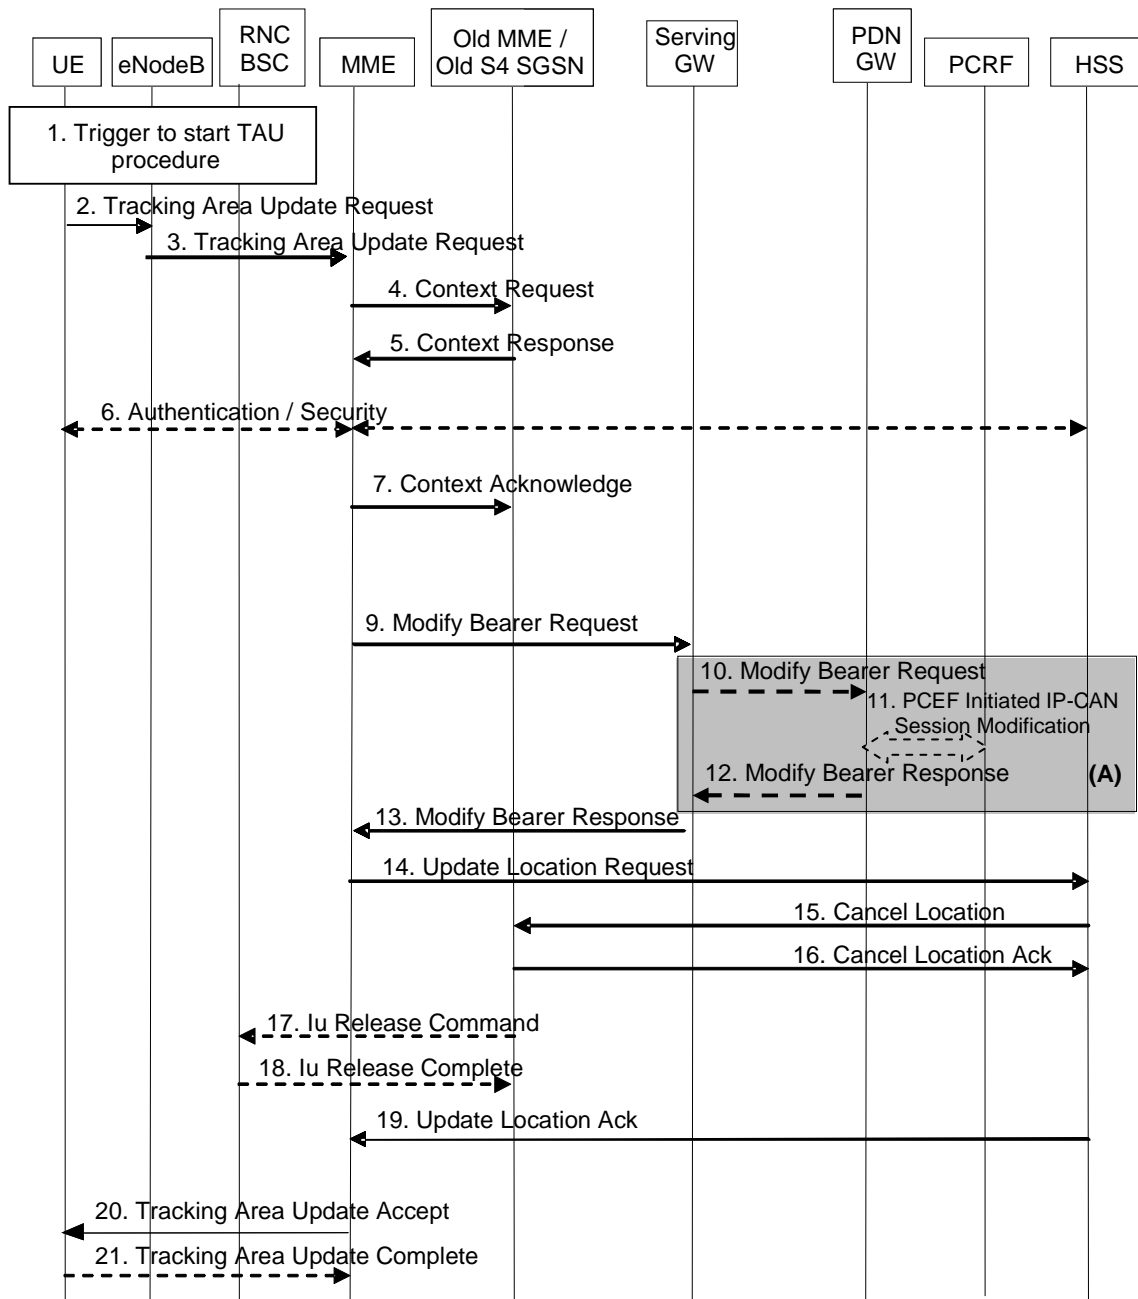 UE
eNodeB
RNC
BSC
MME
Old MME /
Old S4 SGSN
Serving
GW
PDN
GW
PCRF
HSS
1. Trigger to start TAU
procedure
2. Tracking Area Update Request
3. Tracking Area Update Request
4. Context Request
5. Context Response
6. Authentication / Security
7. Context Acknowledge
9. Modify Bearer Request
10. Modify Bearer Request
11. PCEF Initiated IP-CAN
Session Modification
12. Modify Bearer Response
(A)
13. Modify Bearer Response
14. Update Location Request
15. Cancel Location
16. Cancel Location Ack
17. Iu Release Command
18. Iu Release Complete
19. Update Location Ack
20. Tracking Area Update Accept
21. Tracking Area Update Complete